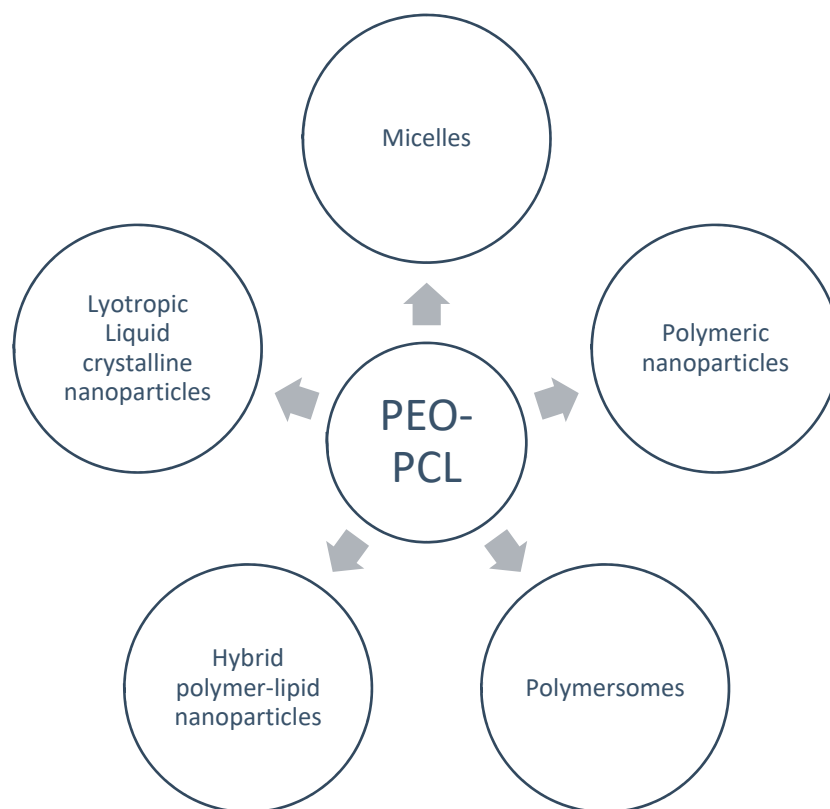 Micelles
Lyotropic
Liquid
crystalline
nanoparticles
Polymeric
nanoparticles
PEO-
PCL
Hybrid
polymer-lipid
nanoparticles
Polymersomes